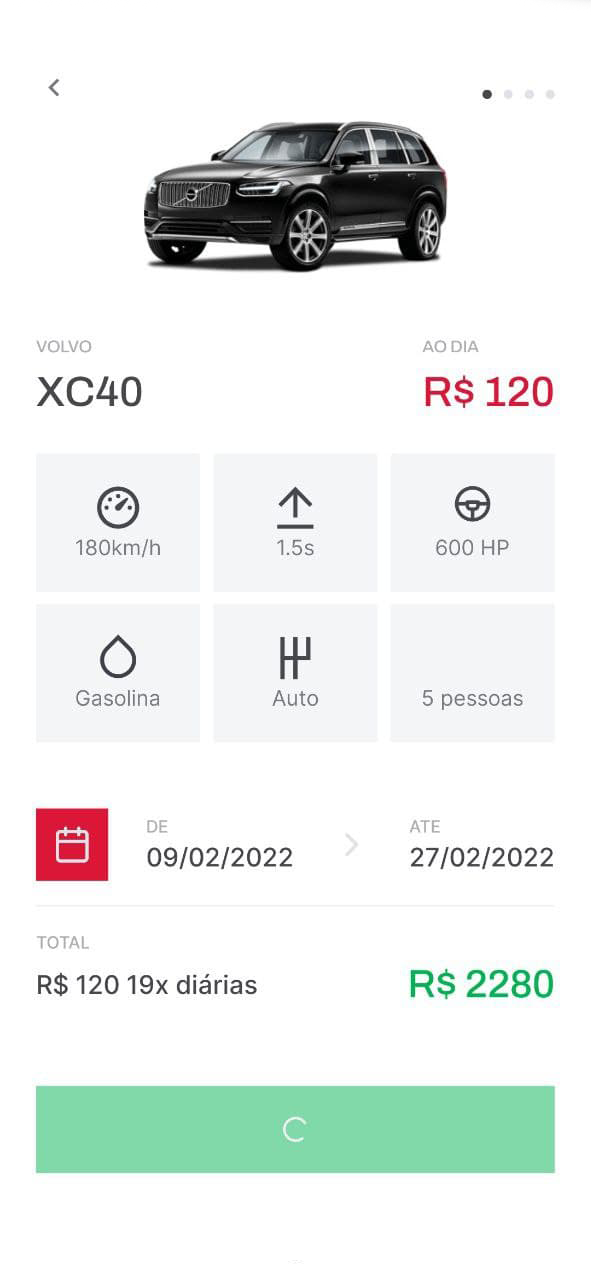 VOLVO
AO DIA
XC40
R$ 120
180km/h
1.5s
600 HP
Gasolina
Auto
5 pessoas
DE
ATE
09/02/2022
27/02/2022
TOTAL
R$ 120 19x diárias
R$ 2280